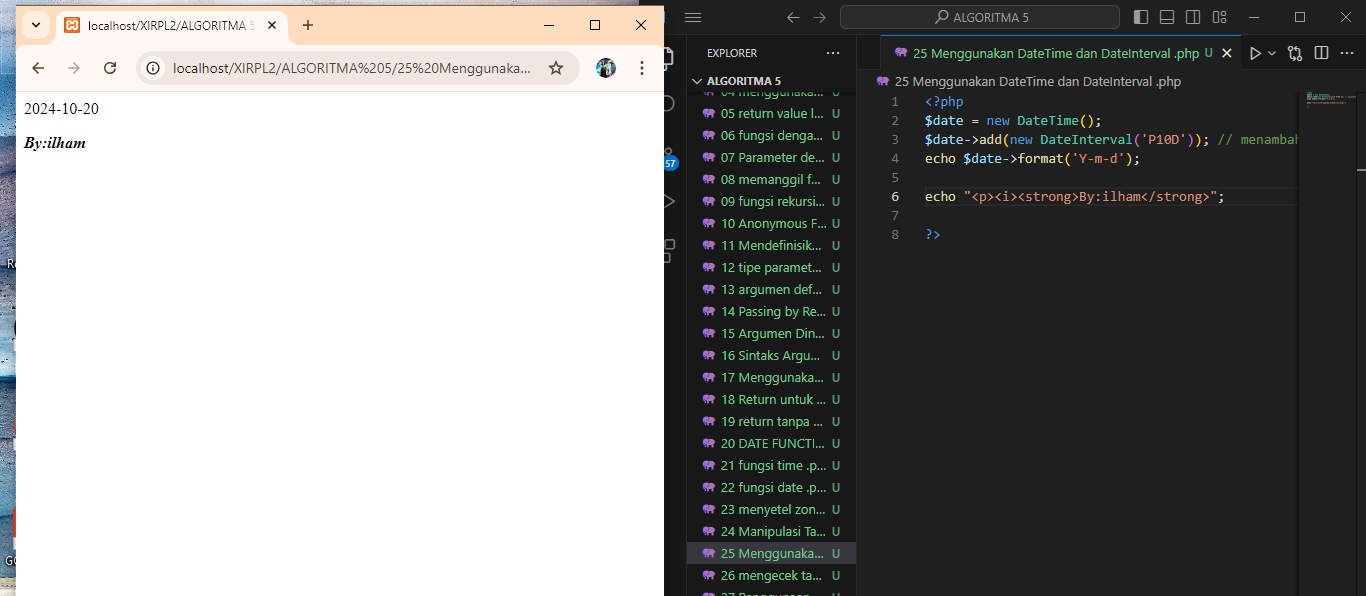 localhost/XIRPL2/ALGORITMA 5
localhost/XIRPL2/ALGORITMA%205/25%20Menggunaka...
2024-10-20
By:ilham
ALGORITMA 5
57
EXPLORER
ALGORITMA 5
04 menggunaka... U
05 return value l... U
06 fungsi denga... U
07 Parameter de... U
08 memanggil f... U
09 fungsi rekursi... U
10 Anonymous F... U
11 Mendefinisik... U
12 tipe paramet... U
13 argumen def... U
14 Passing by Re... U
15 Argumen Din... U
16 Sintaks Argu... U
17 Menggunaka... U
18 Return untuk ... U
19 return tanpa ... U
20 DATE FUNCTI... U
21 fungsi time .p... U
22 fungsi date .p... U
23 menyetel zon... U
24 Manipulasi Ta... U
25 Menggunaka... U
26 mengecek ta... U
25 Menggunakan DateTime dan DateInterval .php U
25 Menggunakan DateTime dan DateInterval .php
1 <?php
2 $date = new DateTime();
3 $date->add(new DateInterval('P10D')); // menambah
4 echo $date->format('Y-m-d');
5
6 echo "<p><i><strong>By:ilham</strong>";
7
8 ?>